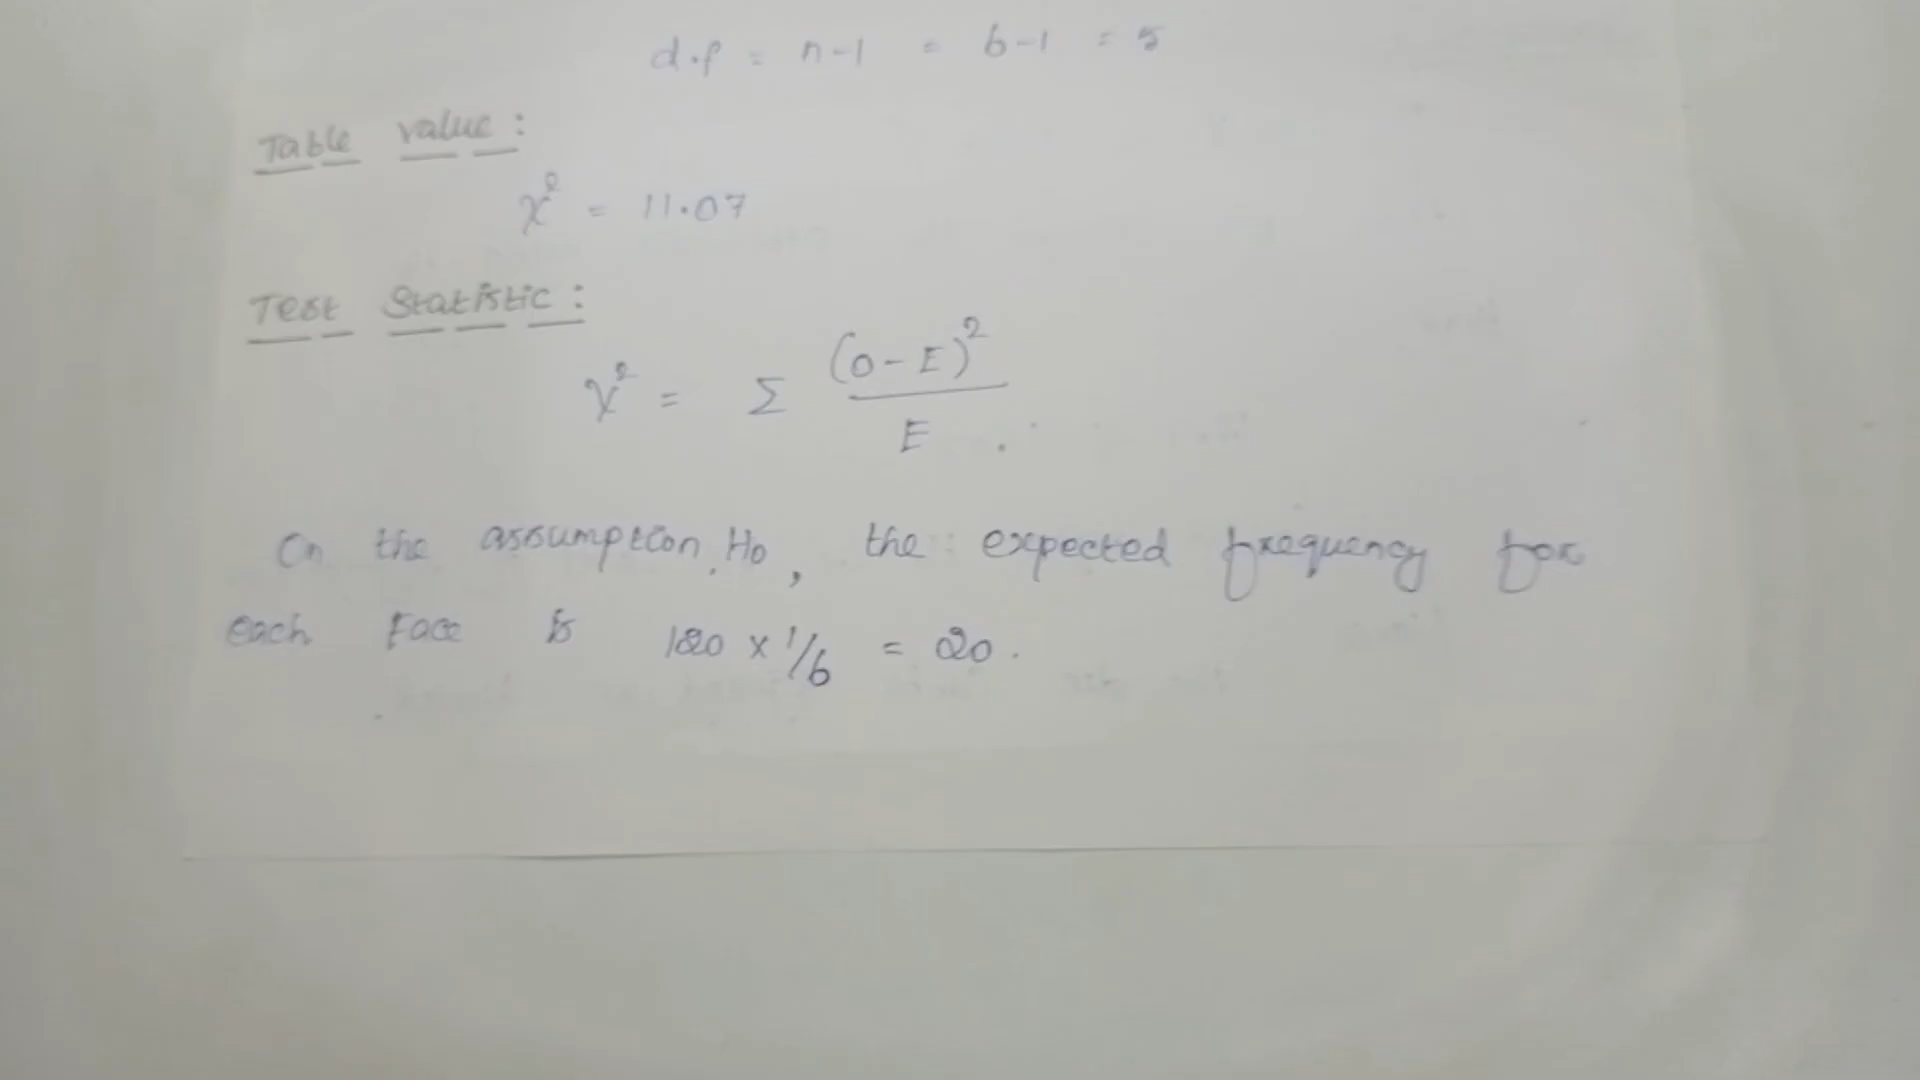 d.f = n-1 = 6-1 = 5
Table value:
χ² = 11.07
Test Statistic:
χ² = Σ (O-E)² / E .
On the assumption, H₀, the expected frequency for
each face is 120 x 1/6 = 20.